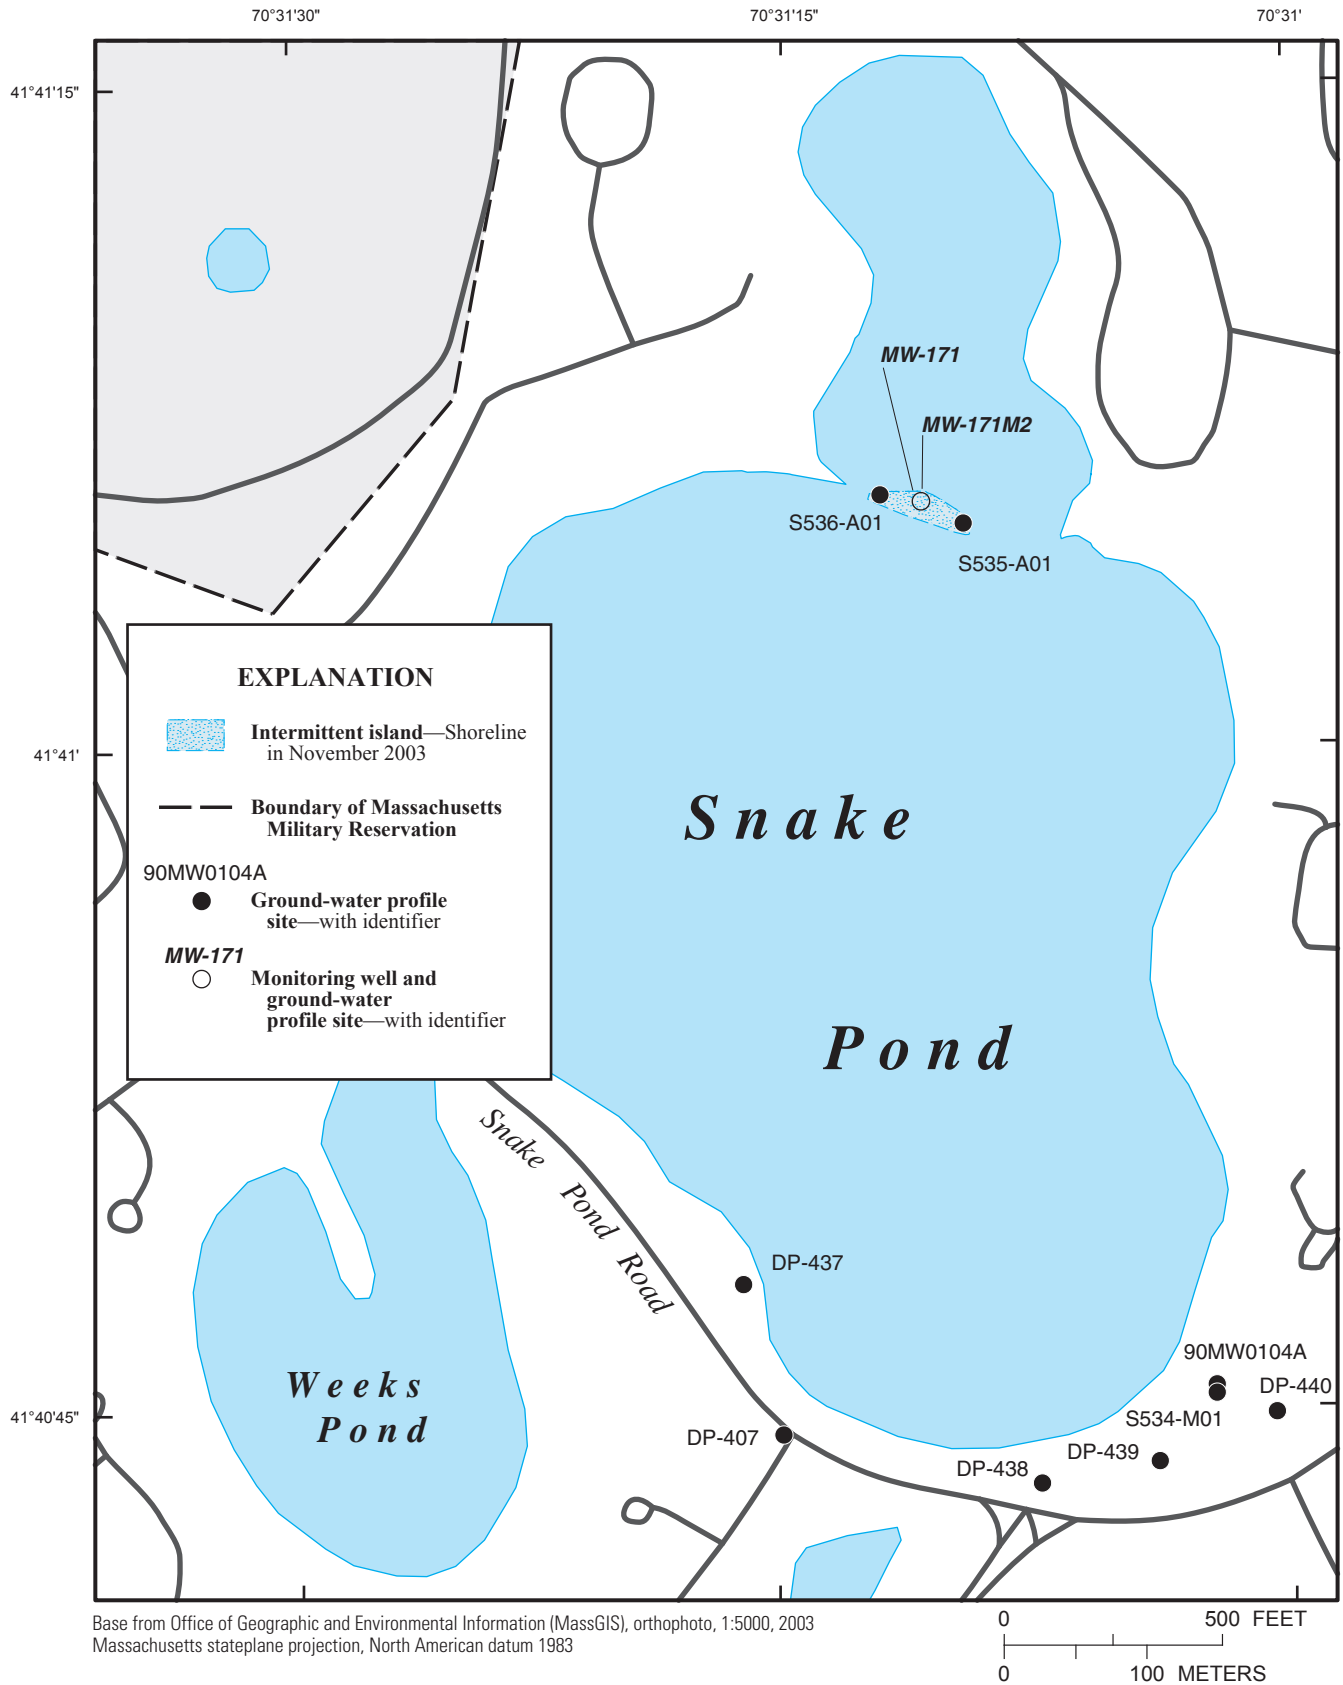 70°31'30"
70°31'15"
70°31'
41°41'15"
MW-171
MW-171M2
S536-A01
S535-A01
EXPLANATION
Intermittent island—Shoreline
in November 2003
41°41'
Boundary of Massachusetts
Military Reservation
90MW0104A
Ground-water profile
site—with identifier
MW-171
Monitoring well and
ground-water
profile site—with identifier
Snake
Pond
Snake Pond Road
DP-437
Weeks
Pond
90MW0104A
DP-440
41°40'45"
S534-M01
DP-407
DP-439
DP-438
Base from Office of Geographic and Environmental Information (MassGIS), orthophoto, 1:5000, 2003
Massachusetts stateplane projection, North American datum 1983
0 500 FEET
0 100 METERS